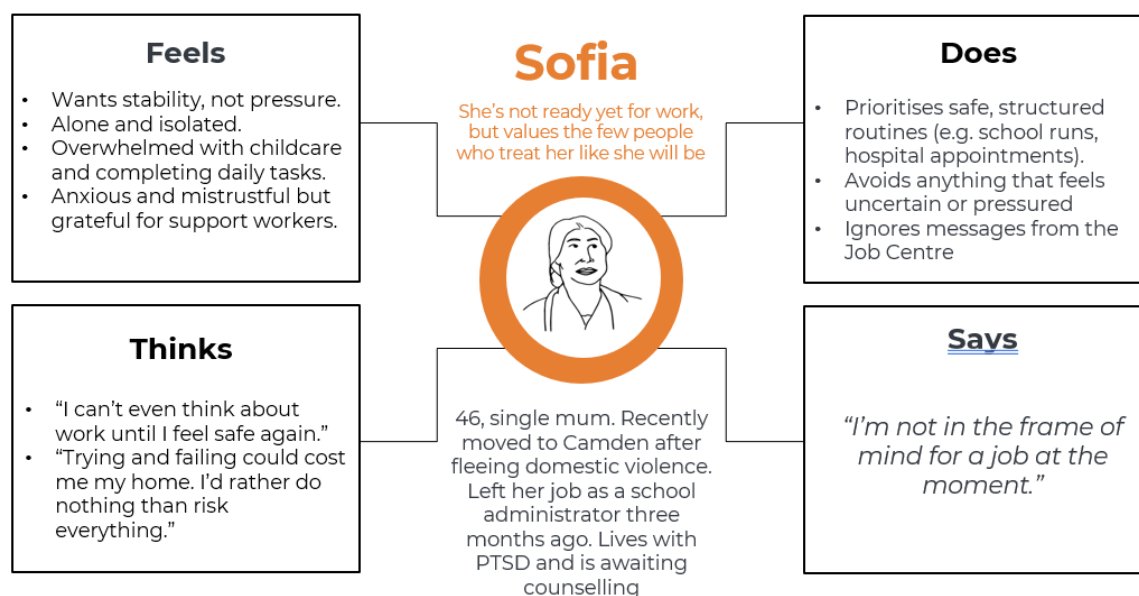 Feels
• Wants stability, not pressure.
• Alone and isolated.
• Overwhelmed with childcare
and completing daily tasks.
• Anxious and mistrustful but
grateful for support workers.
Sofia
She’s not ready yet for work,
but values the few people
who treat her like she will be
Does
• Prioritises safe, structured
routines (e.g. school runs,
hospital appointments).
• Avoids anything that feels
uncertain or pressured
• Ignores messages from the
Job Centre
Thinks
• “I can’t even think about
work until I feel safe again.”
• “Trying and failing could cost
me my home. I’d rather do
nothing than risk
everything.”
46, single mum. Recently
moved to Camden after
fleeing domestic violence.
Left her job as a school
administrator three
months ago. Lives with
PTSD and is awaiting
counselling
Says
“I’m not in the frame of
mind for a job at the
moment.”